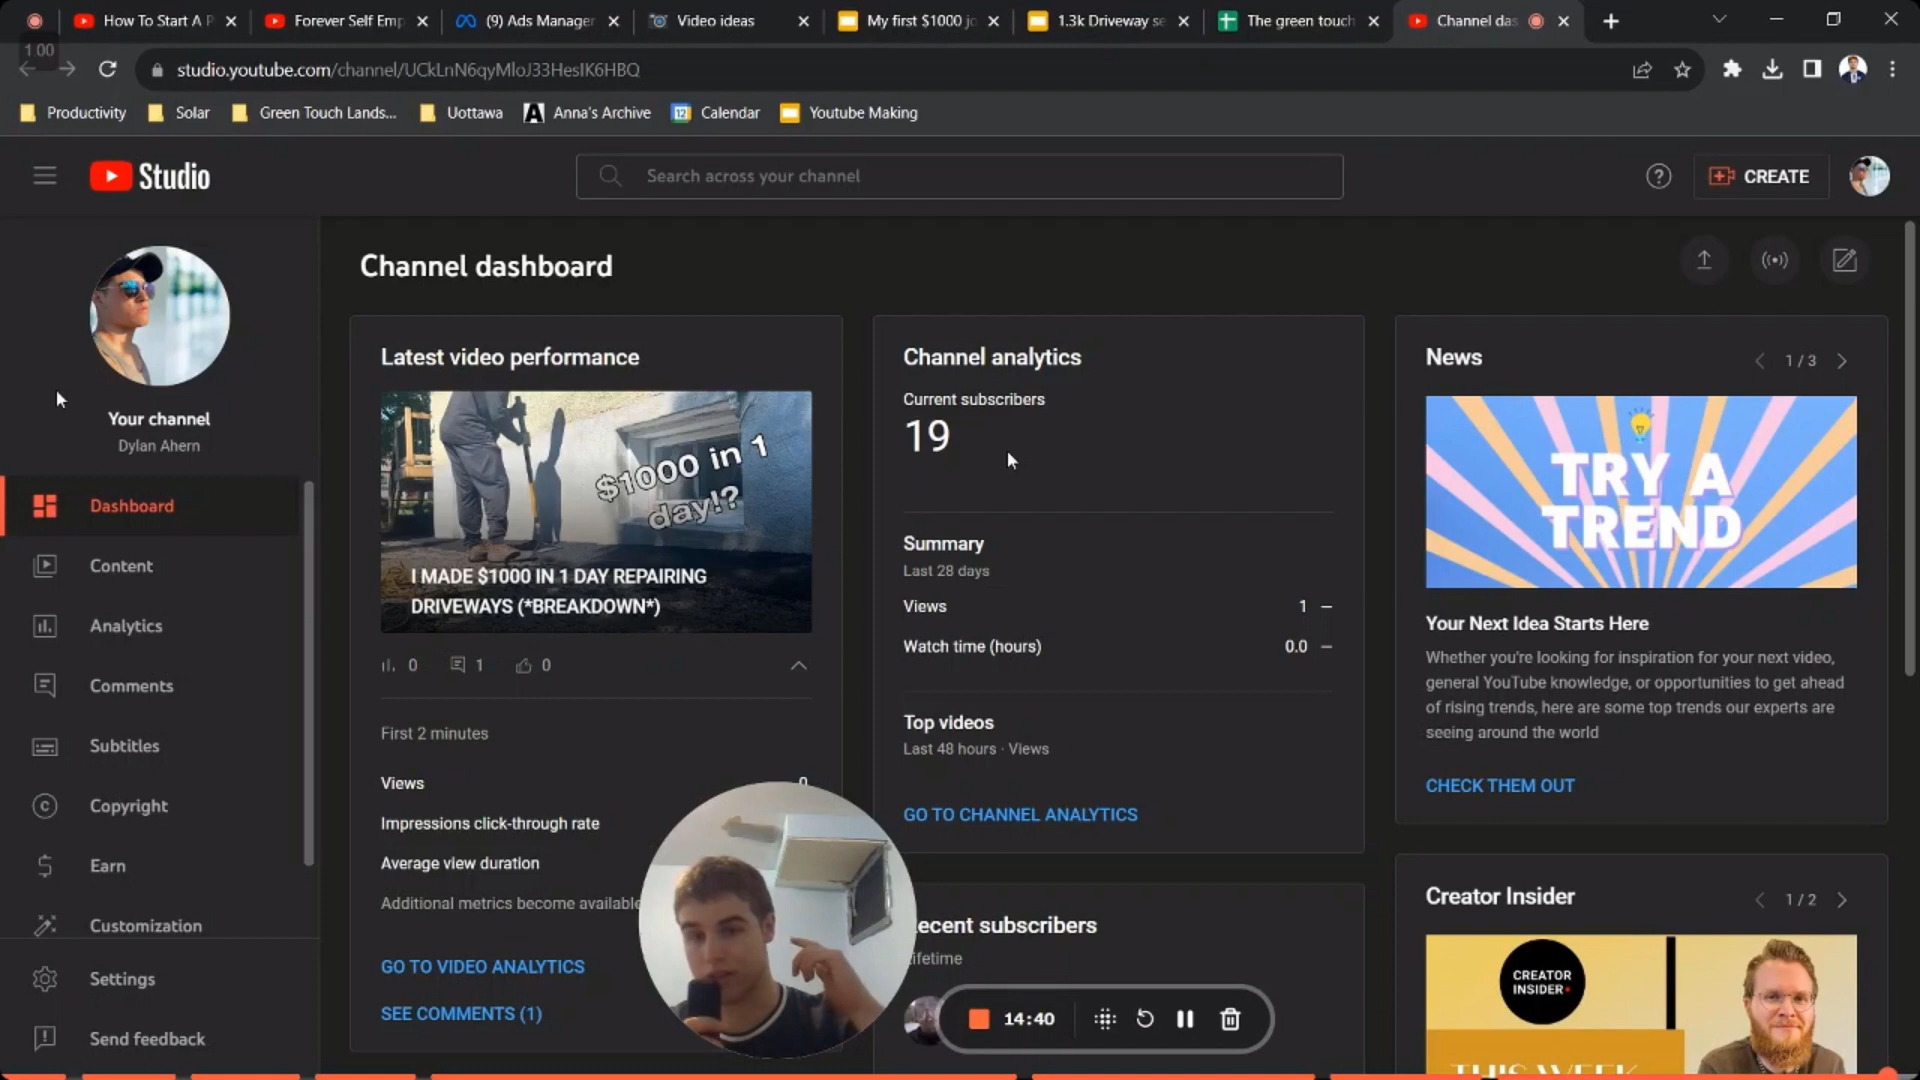 How To Start A P
Forever Self Emp
(9) Ads Manager
Video ideas
My first $1000 jo
1.3k Driveway se
The green touch
Channel das
1.00
studio.youtube.com/channel/UCkLnN6qyMloJ33HesIK6HBQ
Productivity
Solar
Green Touch Lands...
Uottawa
Anna's Archive
Calendar
Youtube Making
Studio
Search across your channel
CREATE
Your channel
Dylan Ahern
Dashboard
Content
Analytics
Comments
Subtitles
Copyright
Earn
Customization
Settings
Send feedback
Channel dashboard
Latest video performance
$1000 in 1
day!?
I MADE $1000 IN 1 DAY REPAIRING
DRIVEWAYS (*BREAKDOWN*)
0 1 0
First 2 minutes
Views 0
Impressions click-through rate
Average view duration
Additional metrics become available
GO TO VIDEO ANALYTICS
SEE COMMENTS (1)
Channel analytics
Current subscribers
19
Summary
Last 28 days
Views 1 —
Watch time (hours) 0.0 —
Top videos
Last 48 hours · Views
GO TO CHANNEL ANALYTICS
ecent subscribers
ifetime
14:40
News
1 / 3
TRY A
TREND
Your Next Idea Starts Here
Whether you're looking for inspiration for your next video,
general YouTube knowledge, or opportunities to get ahead
of rising trends, here are some top trends our experts are
seeing around the world
CHECK THEM OUT
Creator Insider
1 / 2
CREATOR
INSIDER
THIS WEEK